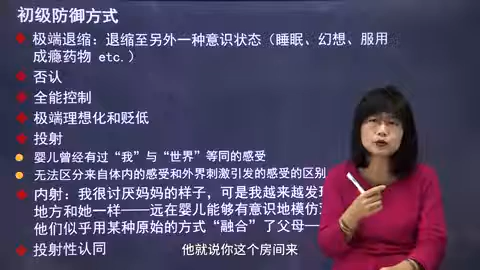 初级防御方式
极端退缩：退缩至另外一种意识状态（睡眠、幻想、服用
成瘾药物 etc.）
否认
全能控制
极端理想化和贬低
投射
婴儿曾经有过“我”与“世界”等同的感受
无法区分来自体内的感受和外界刺激引发的感受的区别
内射：我很讨厌妈妈的样子，可是我越来越发现
地方和她一样——远在婴儿能够有意识地模仿
他们似乎用某种原始的方式“融合”了父母—
投射性认同
他就说你这个房间来